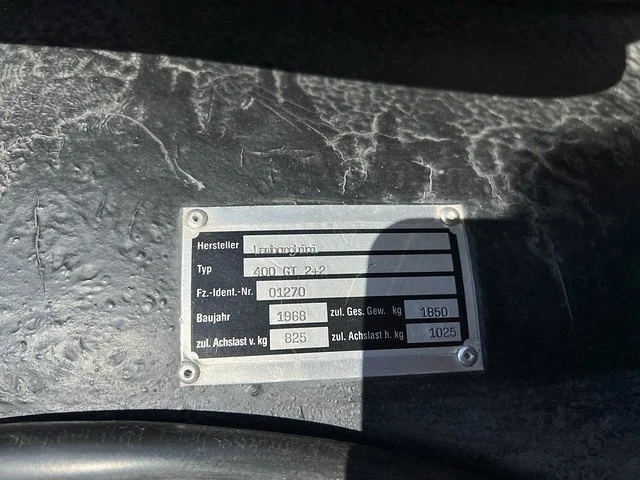 Hersteller Lamborghini
Typ 400 GT 2+2
Fz.-Ident.-Nr. 01270
Baujahr 1968 zul. Ges. Gew. kg 1850
zul. Achslast v. kg 825 zul. Achslast h. kg 1025